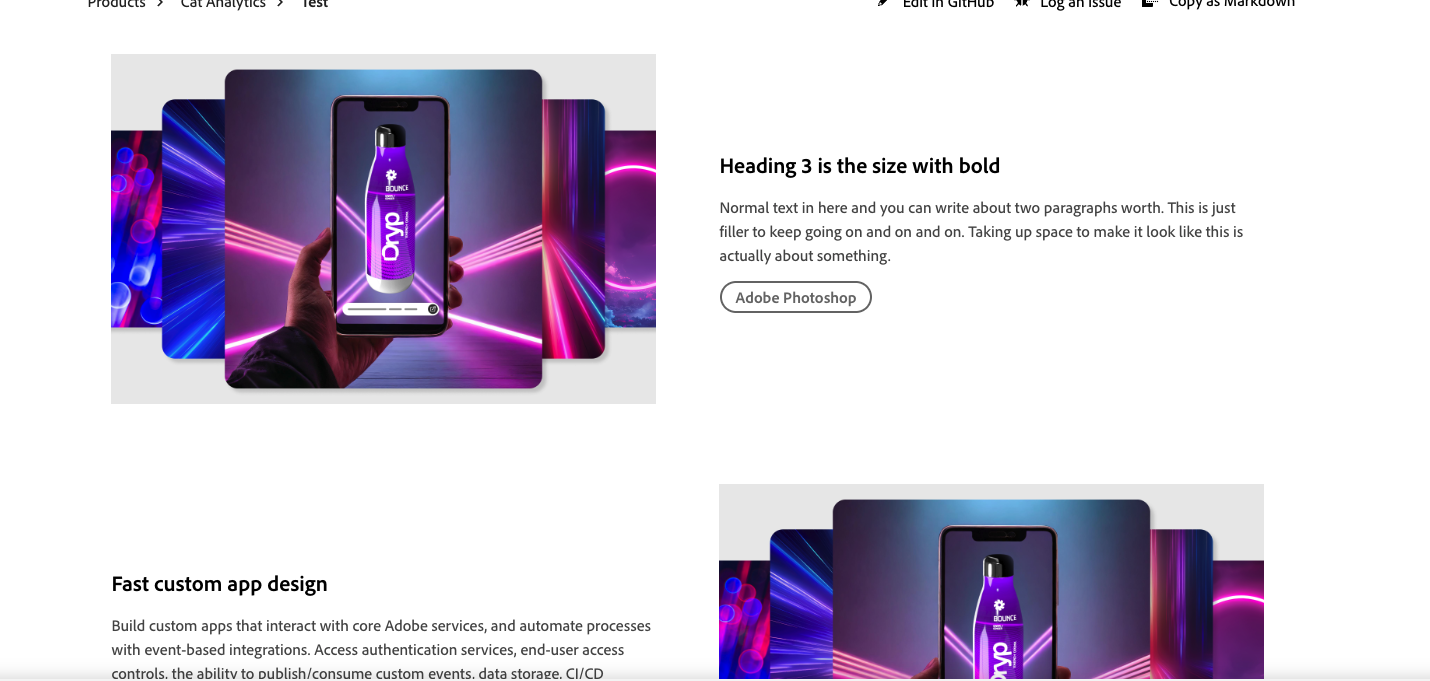 Products > Cat Analytics > Test
Edit in GitHub Log an issue Copy as Markdown
BOUNCE
Dryp
Heading 3 is the size with bold
Normal text in here and you can write about two paragraphs worth. This is just
filler to keep going on and on and on. Taking up space to make it look like this is
actually about something.
Adobe Photoshop
Fast custom app design
Build custom apps that interact with core Adobe services, and automate processes
with event-based integrations. Access authentication services, end-user access
controls, the ability to publish/consume custom events, data storage, CI/CD
BOUNCE